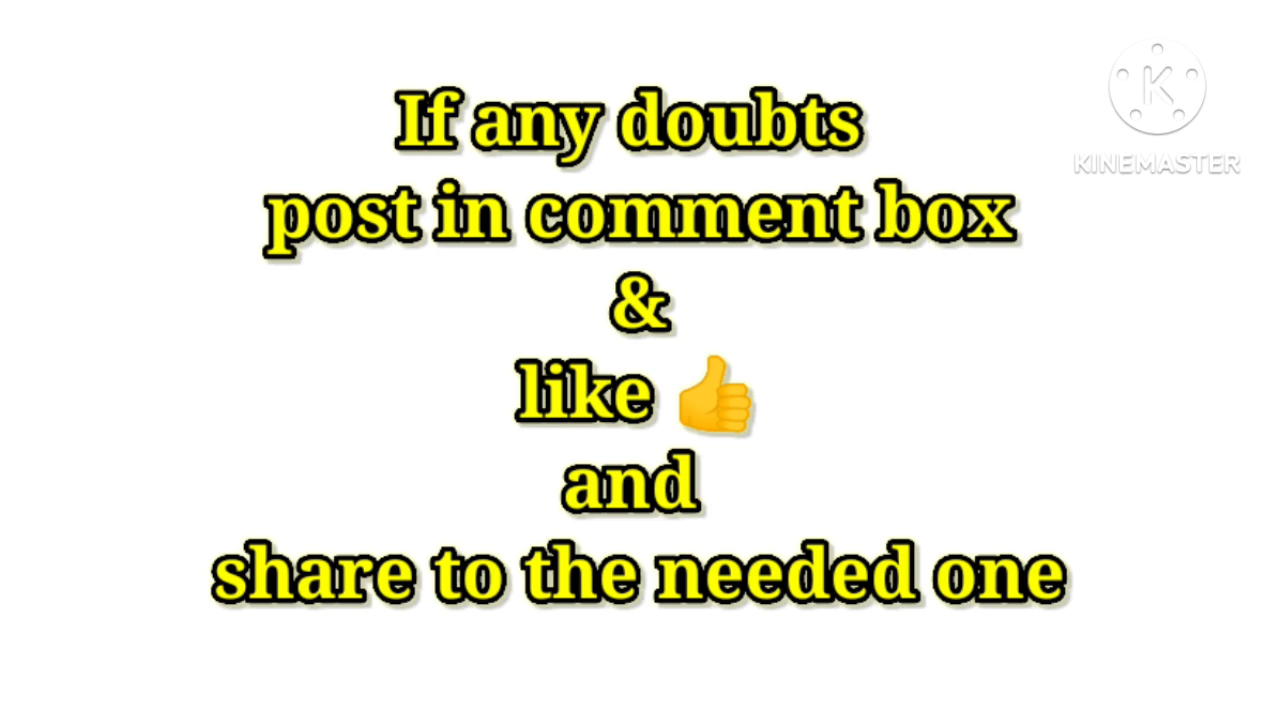 If any doubts
post in comment box
&
like 👍
and
share to the needed one
K
KINEMASTER